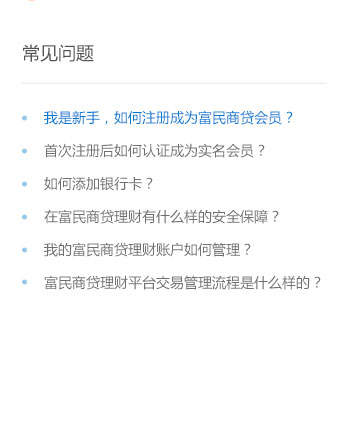 常见问题
我是新手，如何注册成为富民商贷会员？
首次注册后如何认证成为实名会员？
如何添加银行卡？
在富民商贷理财有什么样的安全保障？
我的富民商贷理财账户如何管理？
富民商贷理财平台交易管理流程是什么样的？